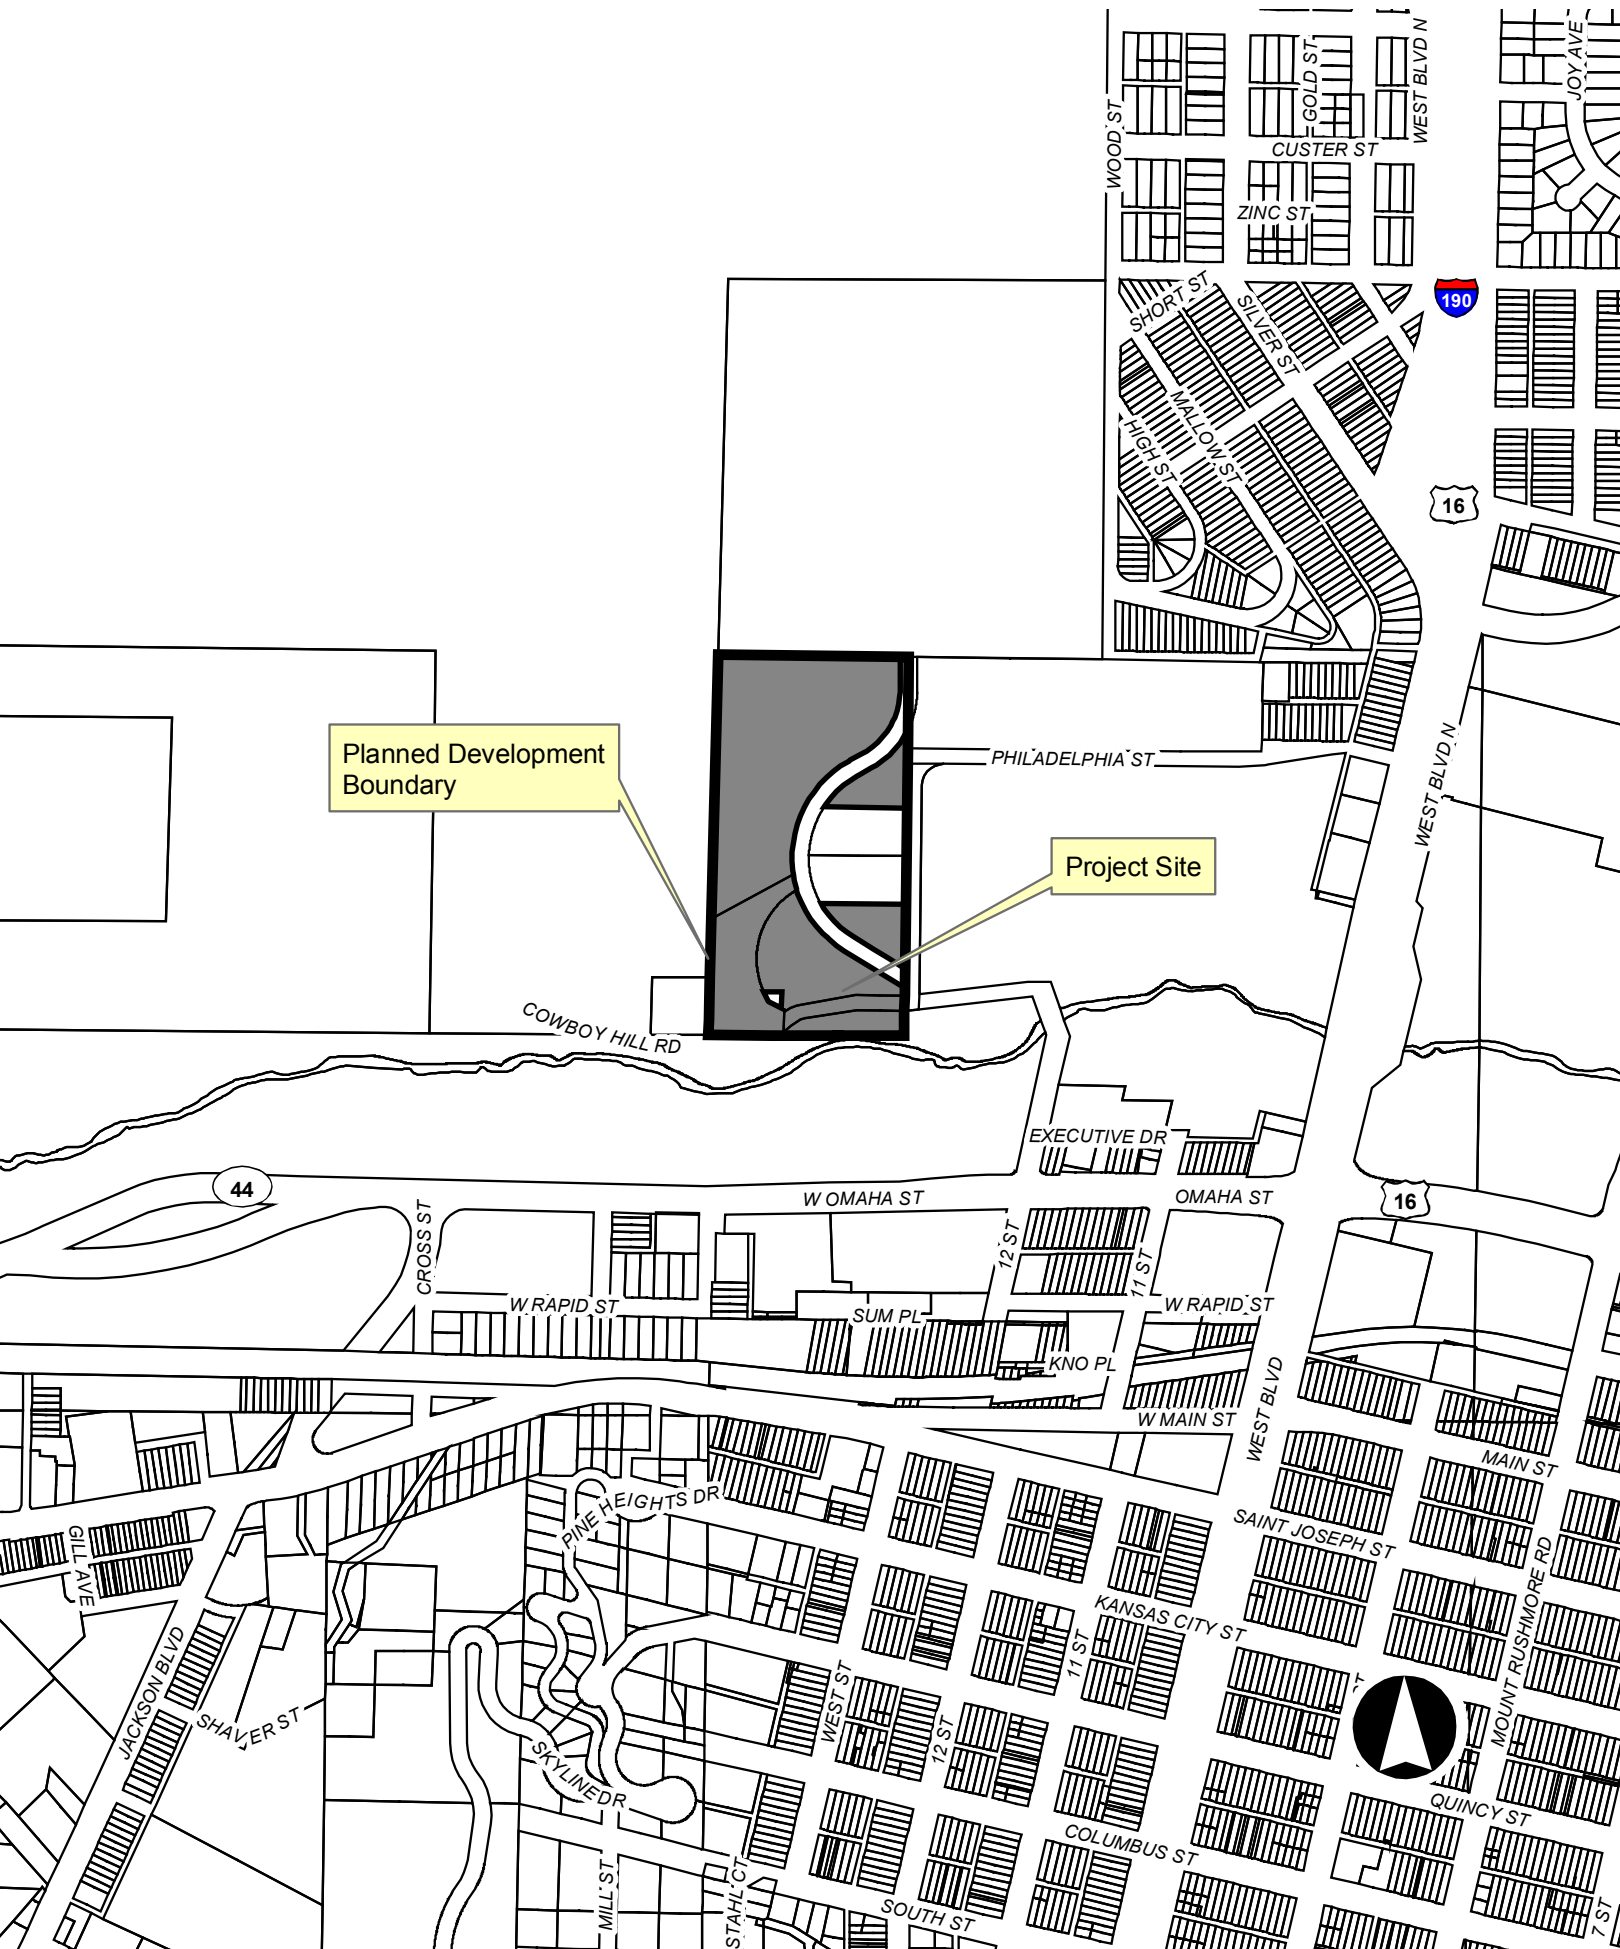 JOY AVE
GOLD ST
WEST BLVD N
WOOD ST
CUSTER ST
ZINC ST
SHORT ST
SILVER ST
190
MALLOW ST
HIGH ST
16
Planned Development
Boundary
PHILADELPHIA ST
WEST BLVD N
Project Site
COWBOY HILL RD
EXECUTIVE DR
44
W OMAHA ST
OMAHA ST
16
CROSS ST
12 ST
11 ST
W RAPID ST
SUM PL
W RAPID ST
KNO PL
WEST BLVD
W MAIN ST
MAIN ST
PINE HEIGHTS DR
SAINT JOSEPH ST
GILL AVE
MOUNT RUSHMORE RD
KANSAS CITY ST
JACKSON BLVD
SHAVER ST
11 ST
WEST ST
12 ST
SKYLINE DR
QUINCY ST
COLUMBUS ST
MILL ST
STAHL CT
SOUTH ST
7 ST